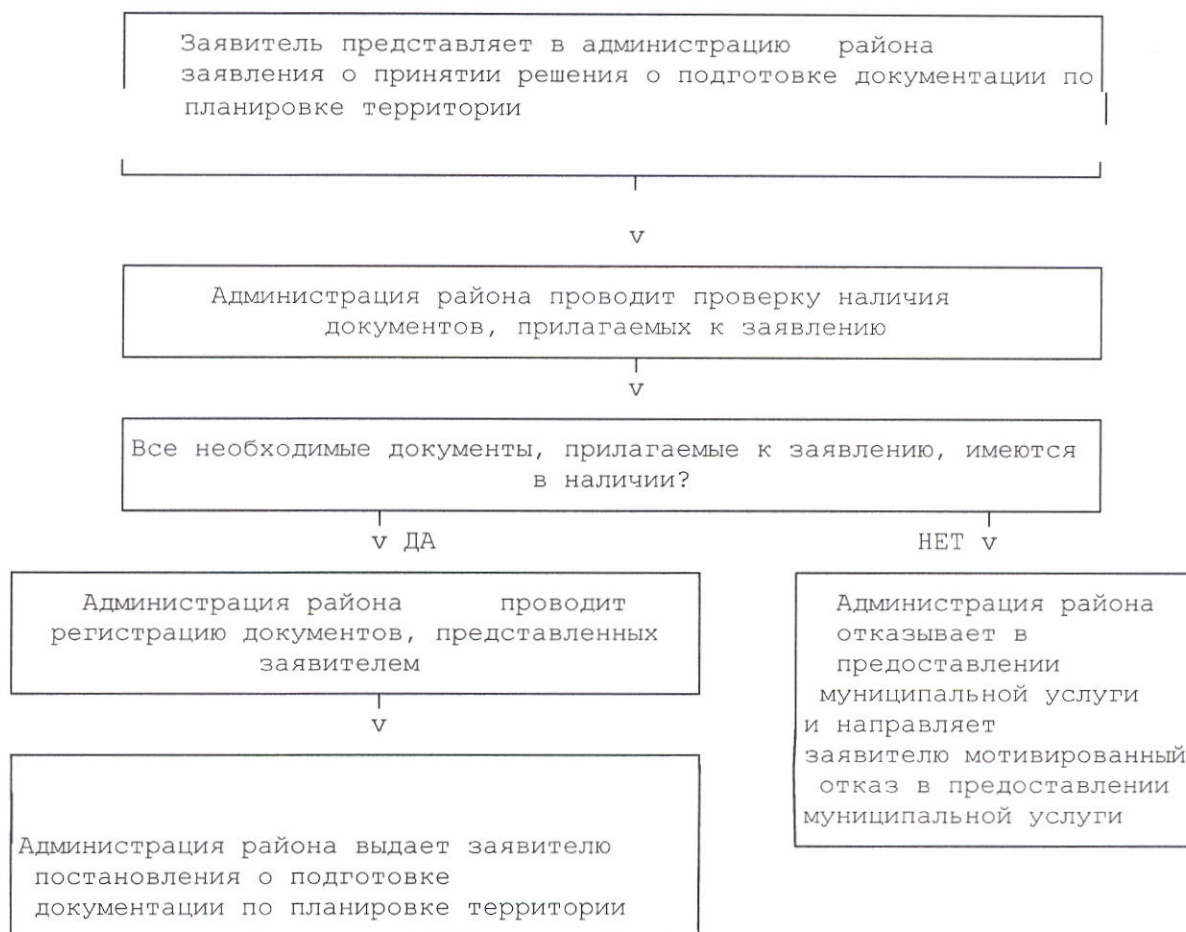 Заявитель представляет в администрацию района
заявления о принятии решения о подготовке документации по
планировке территории
v
Администрация района проводит проверку наличия
документов, прилагаемых к заявлению
v
Все необходимые документы, прилагаемые к заявлению, имеются
в наличии?
v ДА
НЕТ v
Администрация района проводит
регистрацию документов, представленных
заявителем
v
Администрация района выдает заявителю
постановления о подготовке
документации по планировке территории
Администрация района
отказывает в
предоставлении
муниципальной услуги
и направляет
заявителю мотивированный
отказ в предоставлении
муниципальной услуги